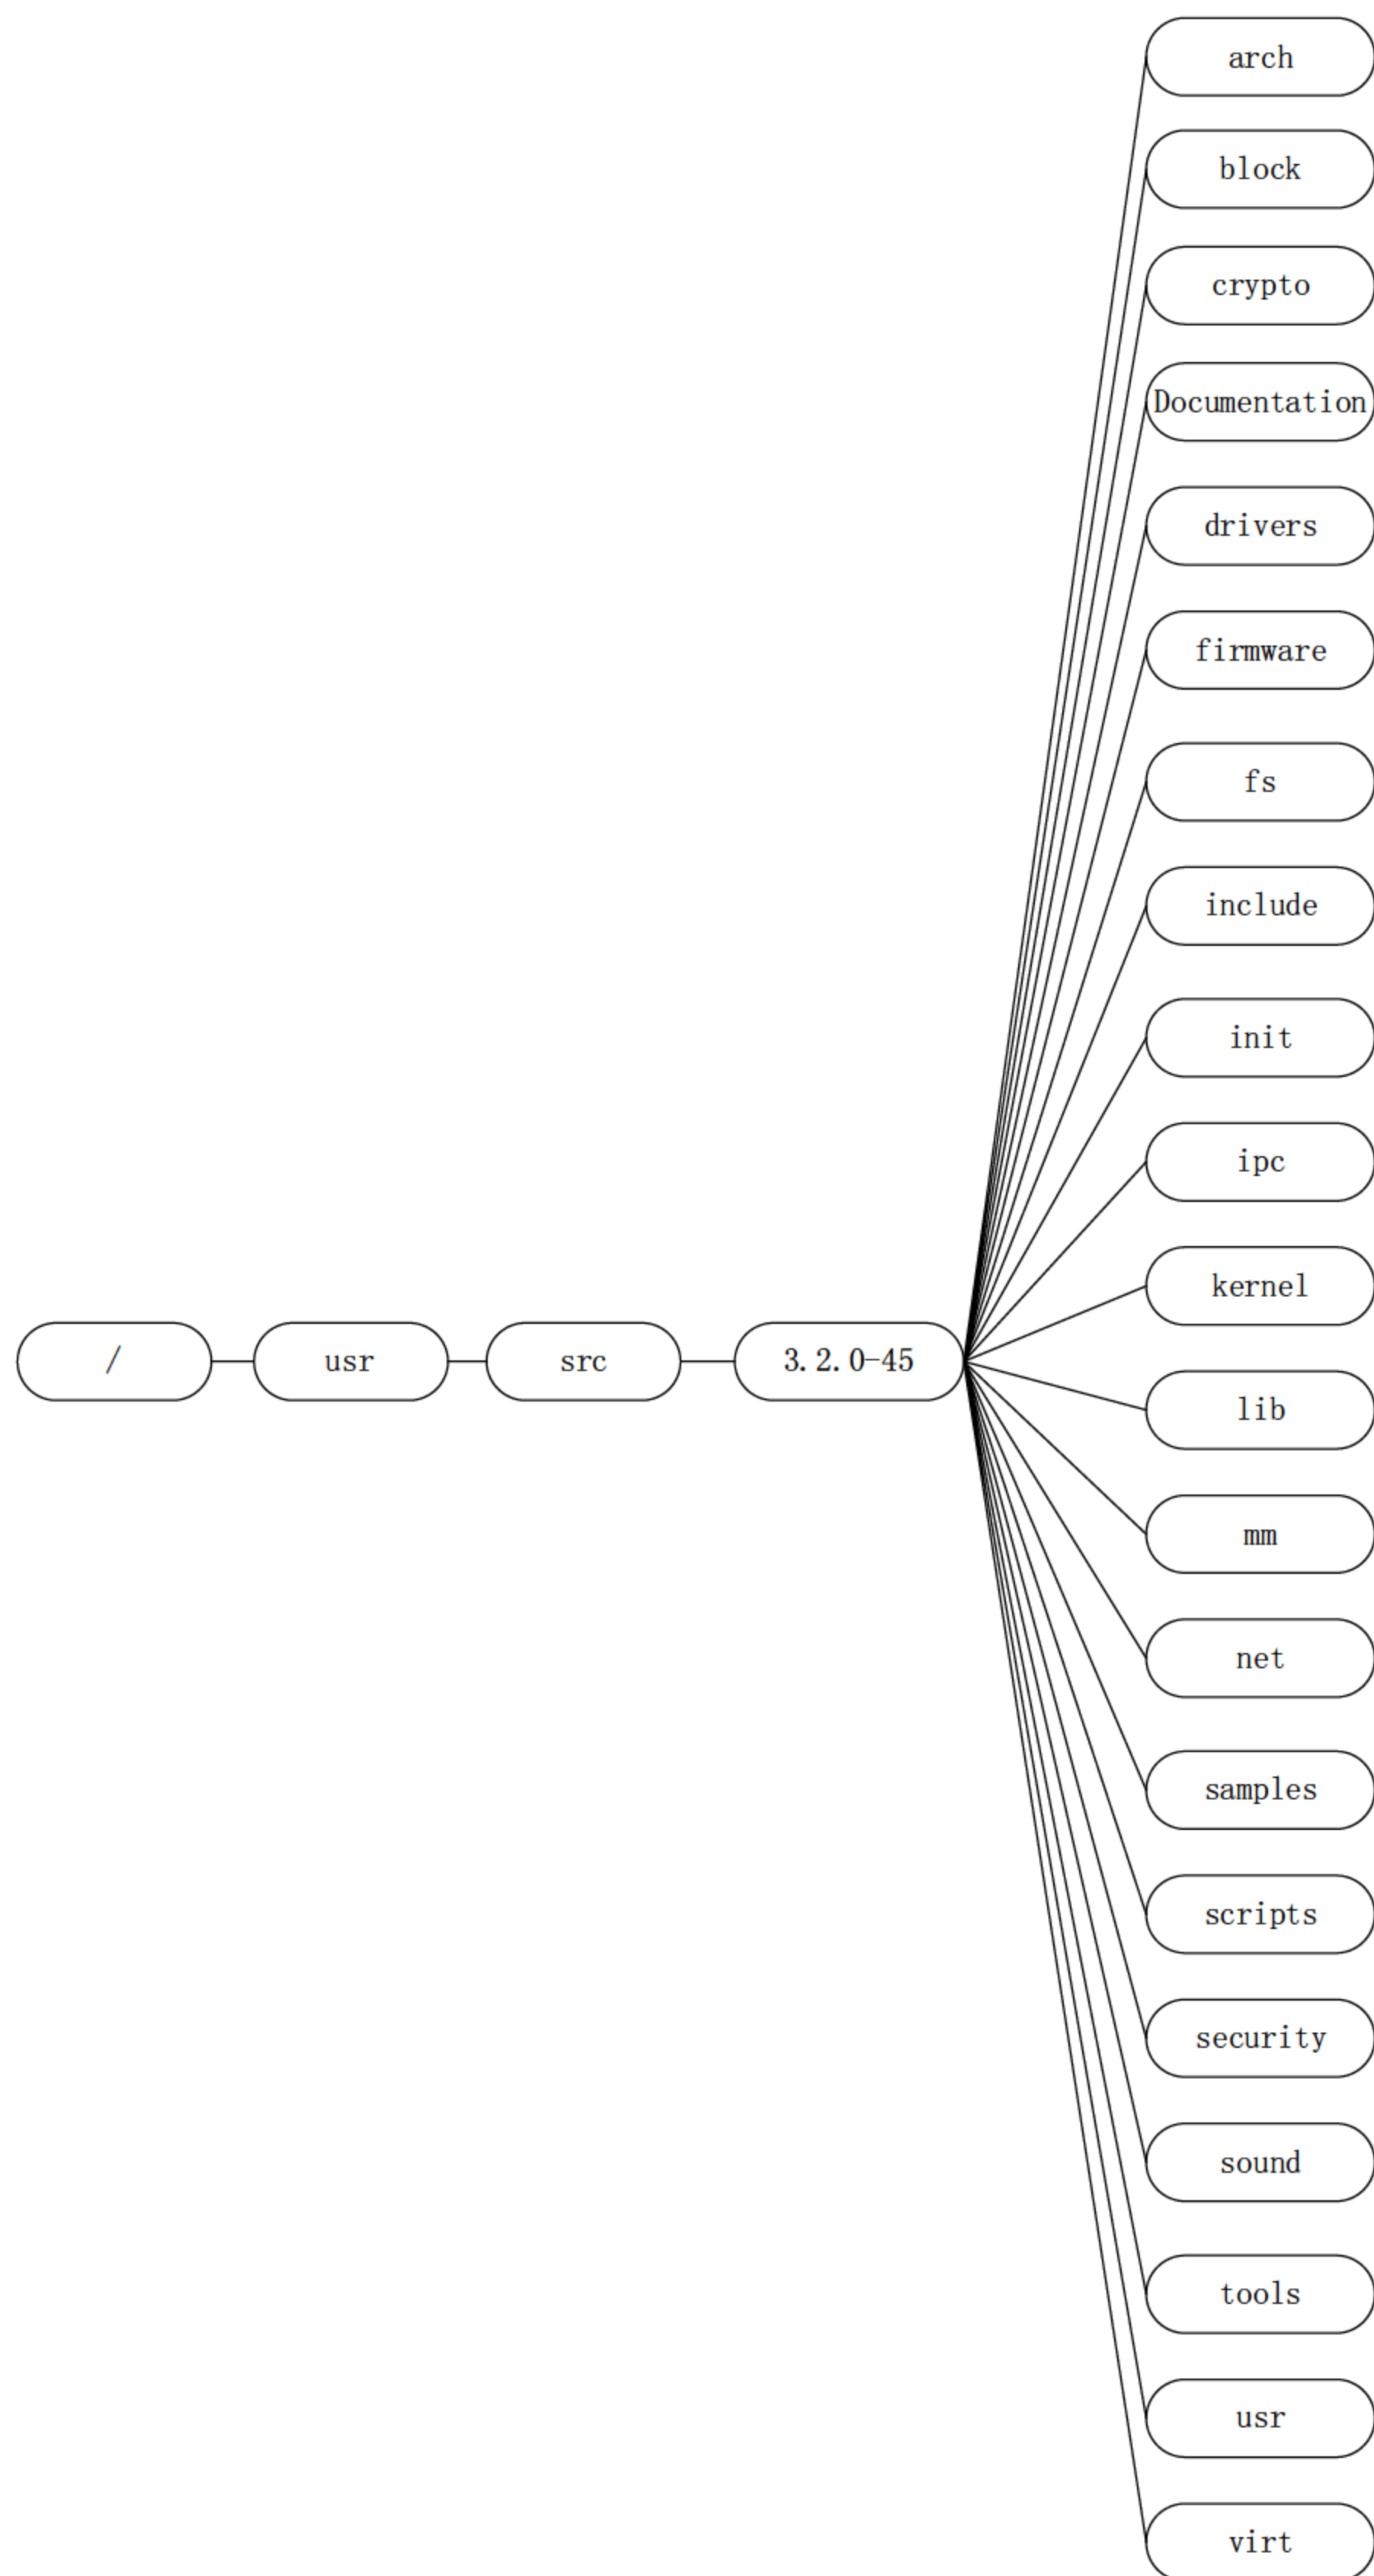 arch
block
crypto
Documentation
drivers
firmware
fs
include
init
ipc
kernel
/ usr src 3.2.0-45
lib
mm
net
samples
scripts
security
sound
tools
usr
virt